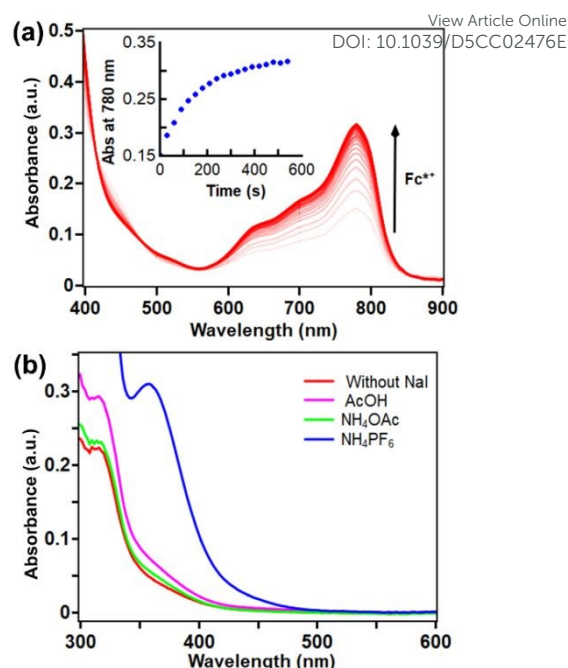 View Article Online
DOI: 10.1039/D5CC02476E
(a)
0.5
0.4
0.3
0.2
0.1
0
Absorbance (a.u.)
0.35
0.25
0.15
Abs at 780 nm
0 200 400 600
Time (s)
Fc*+
400 500 600 700 800 900
Wavelength (nm)
(b)
0.3
0.2
0.1
0
Absorbance (a.u.)
Without NaI
AcOH
NH₄OAc
NH₄PF₆
300 400 500 600
Wavelength (nm)